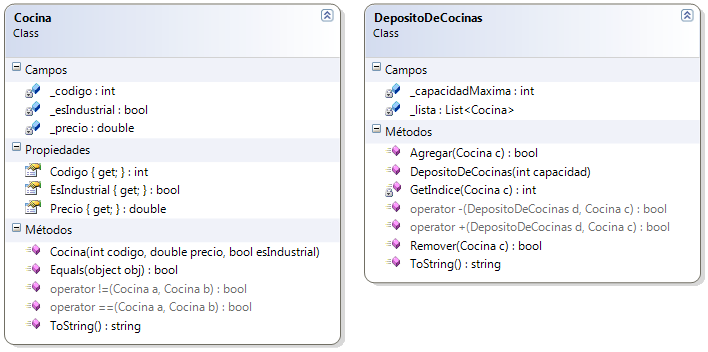 Cocina
Class
Campos
_codigo : int
_esIndustrial : bool
_precio : double
Propiedades
Codigo { get; } : int
EsIndustrial { get; } : bool
Precio { get; } : double
Métodos
Cocina(int codigo, double precio, bool esIndustrial)
Equals(object obj) : bool
operator !=(Cocina a, Cocina b) : bool
operator ==(Cocina a, Cocina b) : bool
ToString() : string
DepositoDeCocinas
Class
Campos
_capacidadMaxima : int
_lista : List<Cocina>
Métodos
Agregar(Cocina c) : bool
DepositoDeCocinas(int capacidad)
GetIndice(Cocina c) : int
operator -(DepositoDeCocinas d, Cocina c) : bool
operator +(DepositoDeCocinas d, Cocina c) : bool
Remover(Cocina c) : bool
ToString() : string